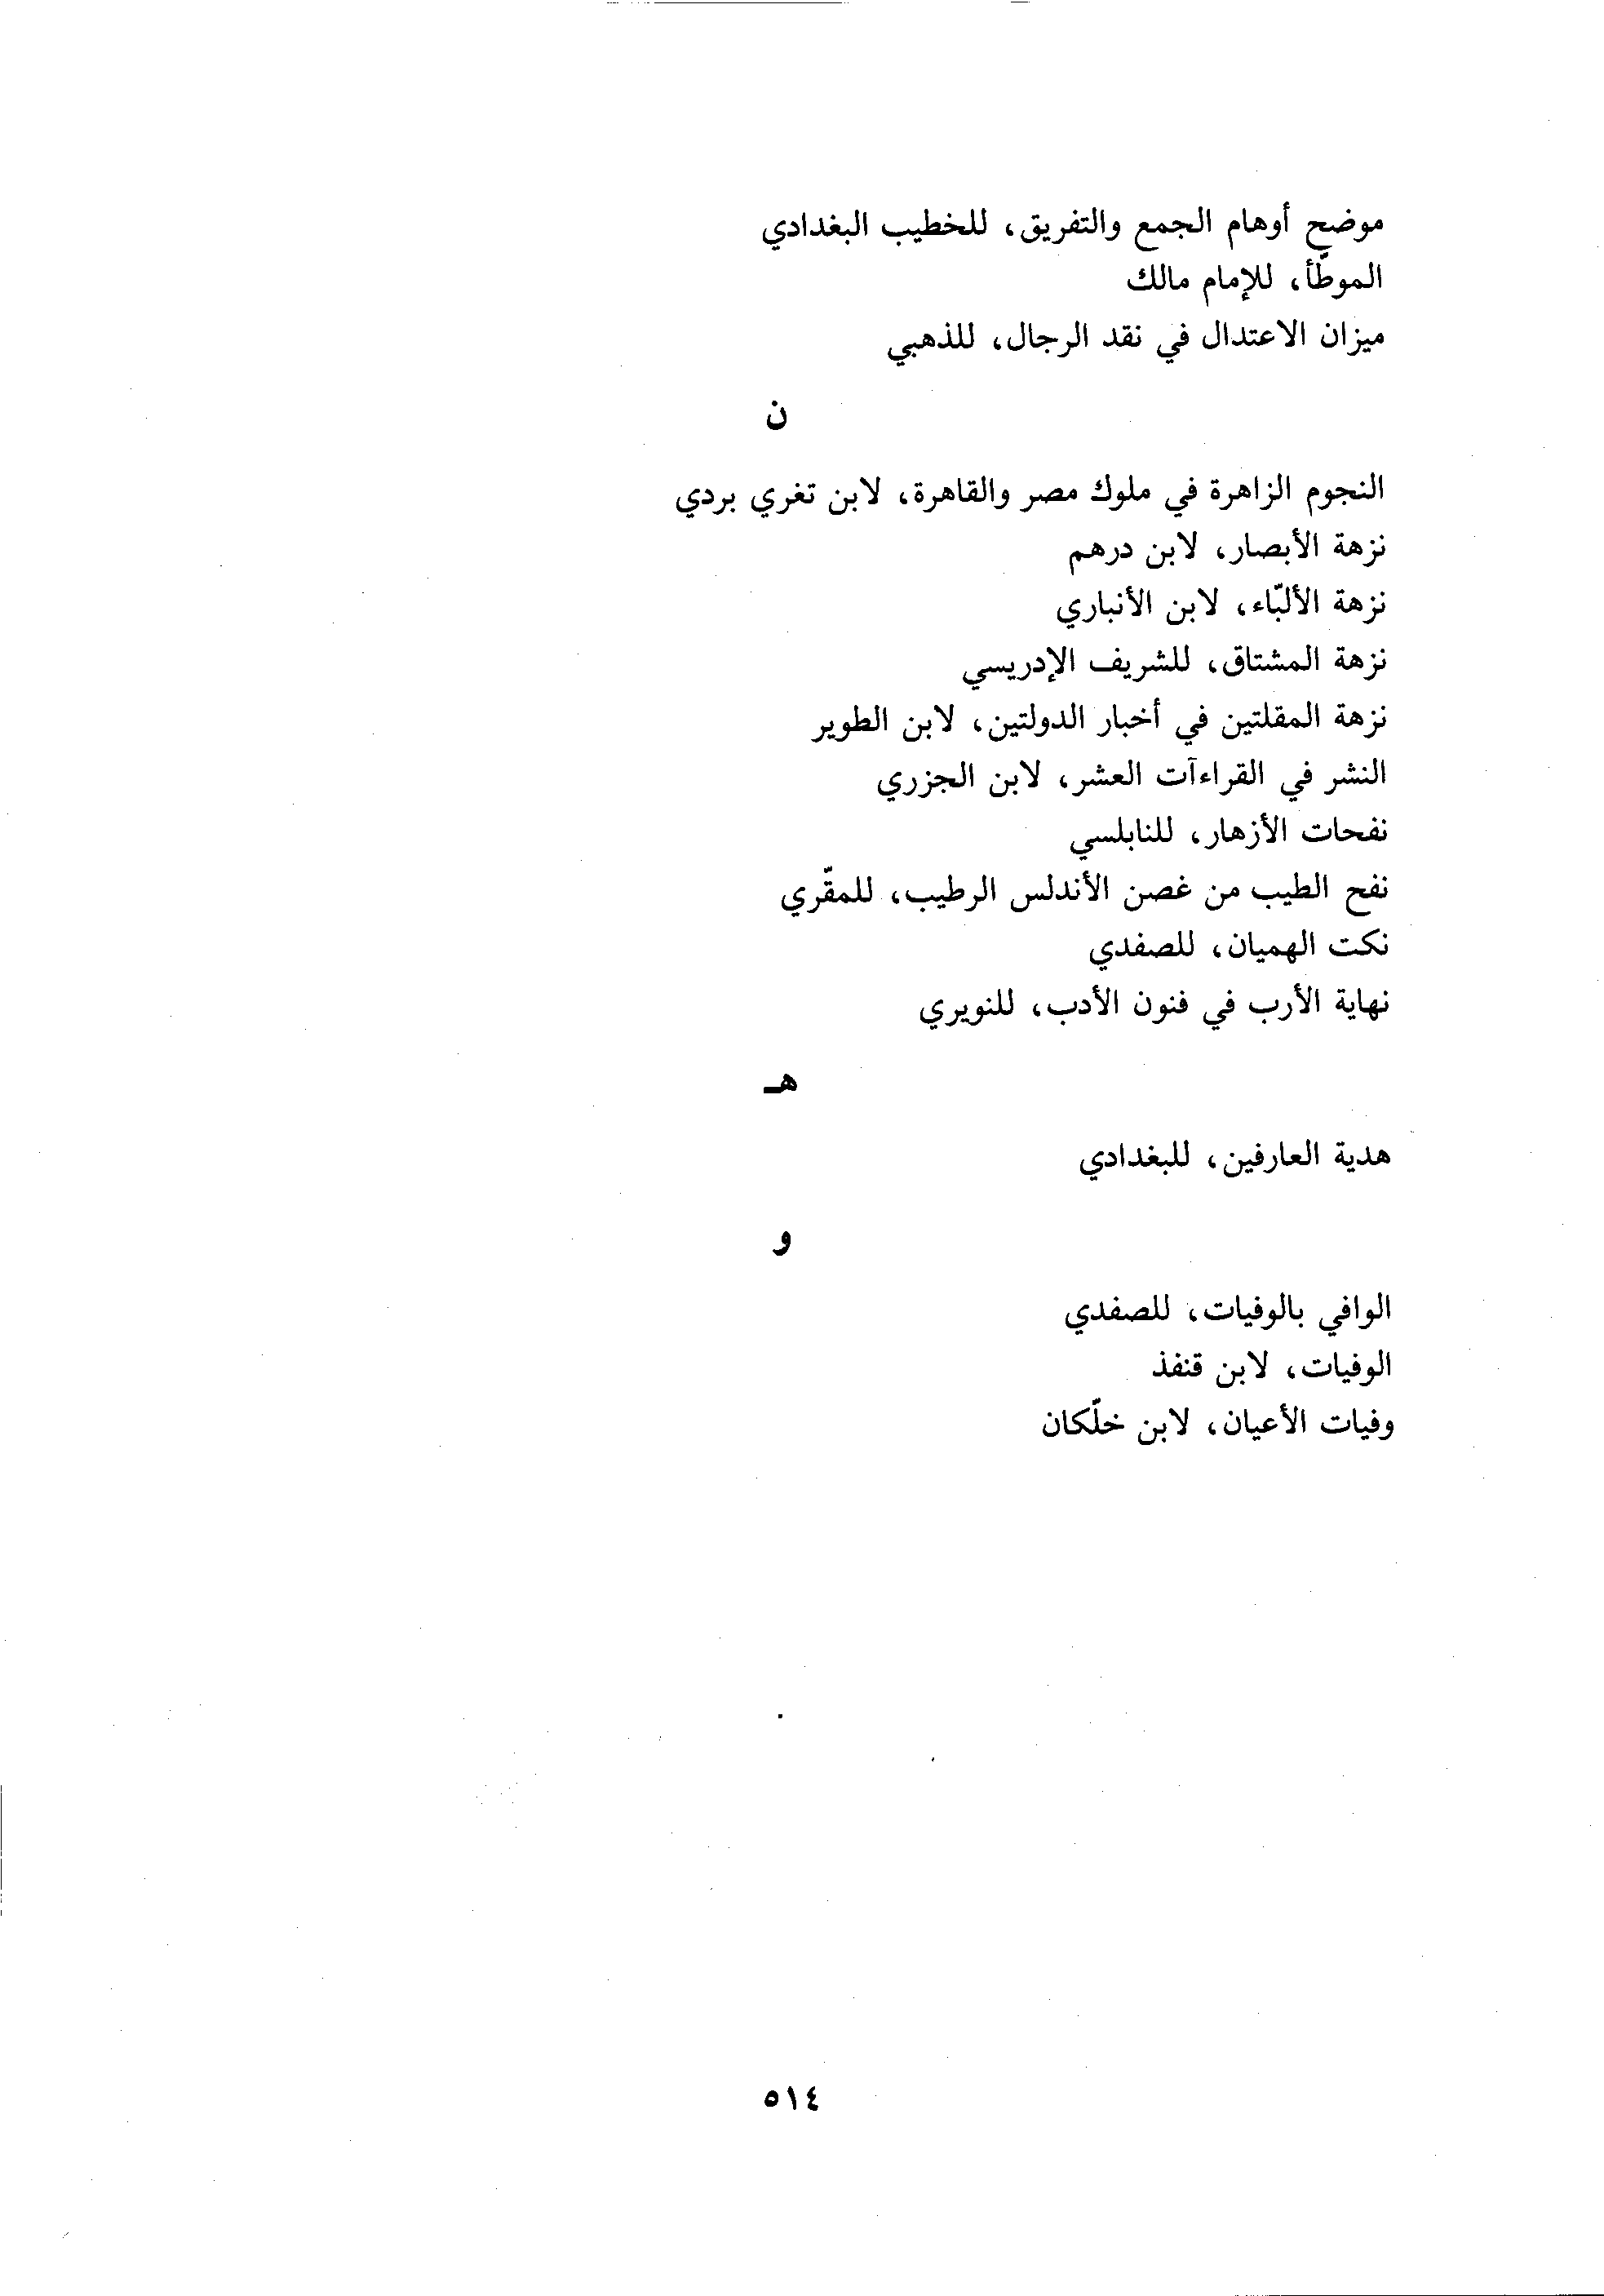 موضح أوهام الجمع والتفريق، للخطيب البغدادي
الموطّأ، للإمام مالك
ميزان الاعتدال في نقد الرجال، للذهبي
ن
النجوم الزاهرة في ملوك مصر والقاهرة، لابن تغري بردي
نزهة الأبصار، لابن درهم
نزهة الألبّاء، لابن الأنباري
نزهة المشتاق، للشريف الإدريسي
نزهة المقلتين في أخبار الدولتين، لابن الطوير
النشر في القراءآت العشر، لابن الجزري
نفحات الأزهار، للنابلسي
نفح الطيب من غصن الأندلس الرطيب، للمقّري
نكت الهميان، للصفدي
نهاية الأرب في فنون الأدب، للنويري
هـ
هدية العارفين، للبغدادي
و
الوافي بالوفيات، للصفدي
الوفيات، لابن قنفذ
وفيات الأعيان، لابن خلّكان
٥١٤